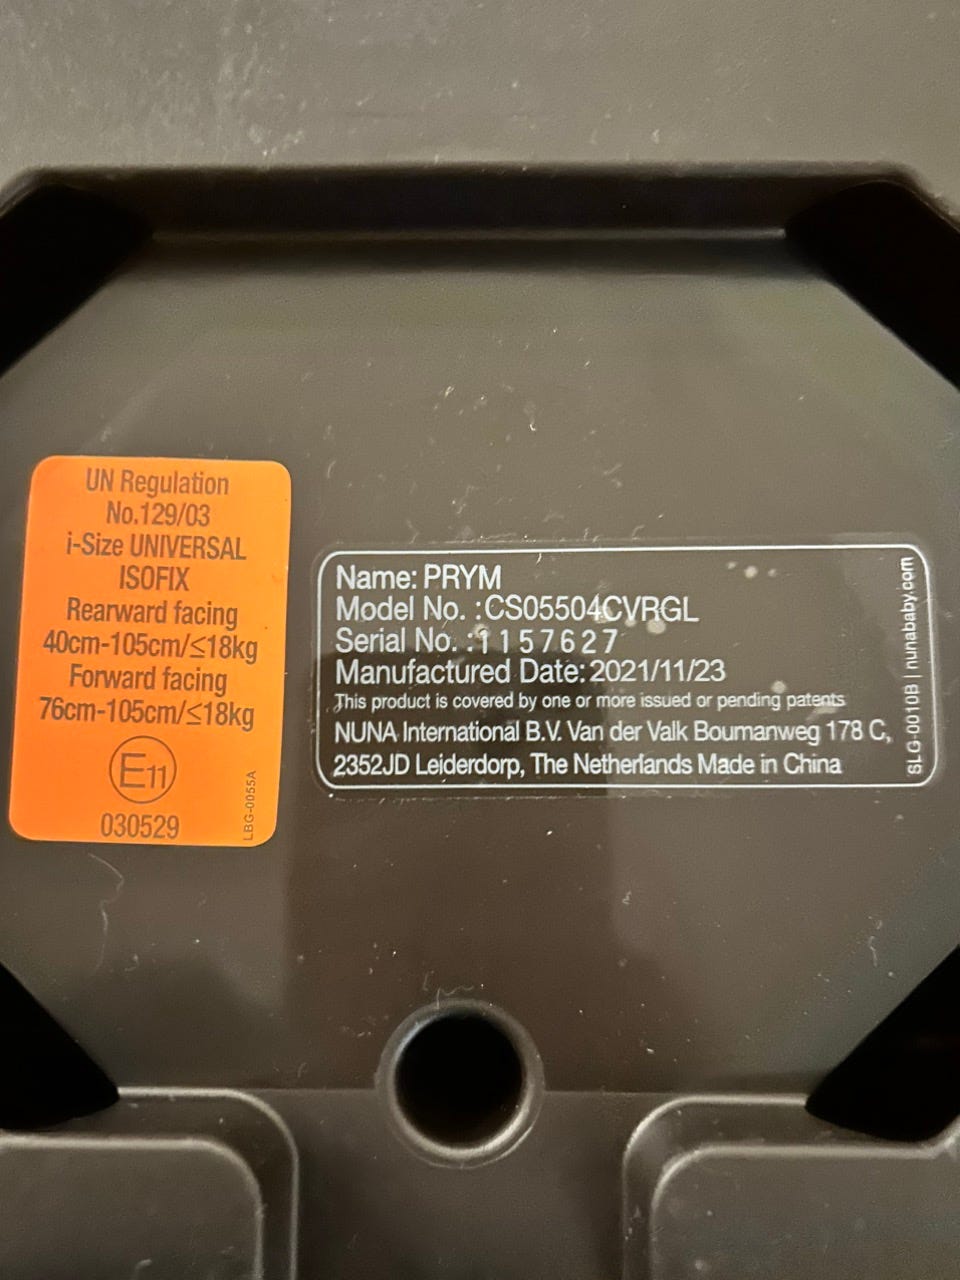 UN Regulation
No.129/03
i-Size UNIVERSAL
ISOFIX
Rearward facing
40cm-105cm/≤18kg
Forward facing
76cm-105cm/≤18kg
E11
030529
LBG-0055A
Name: PRYM
Model No. :CS05504CVRGL
Serial No. :1157627
Manufactured Date: 2021/11/23
This product is covered by one or more issued or pending patents
NUNA International B.V. Van der Valk Boumanweg 178 C,
2352JD Leiderdorp, The Netherlands Made in China
SLG-0010B | nunababy.com